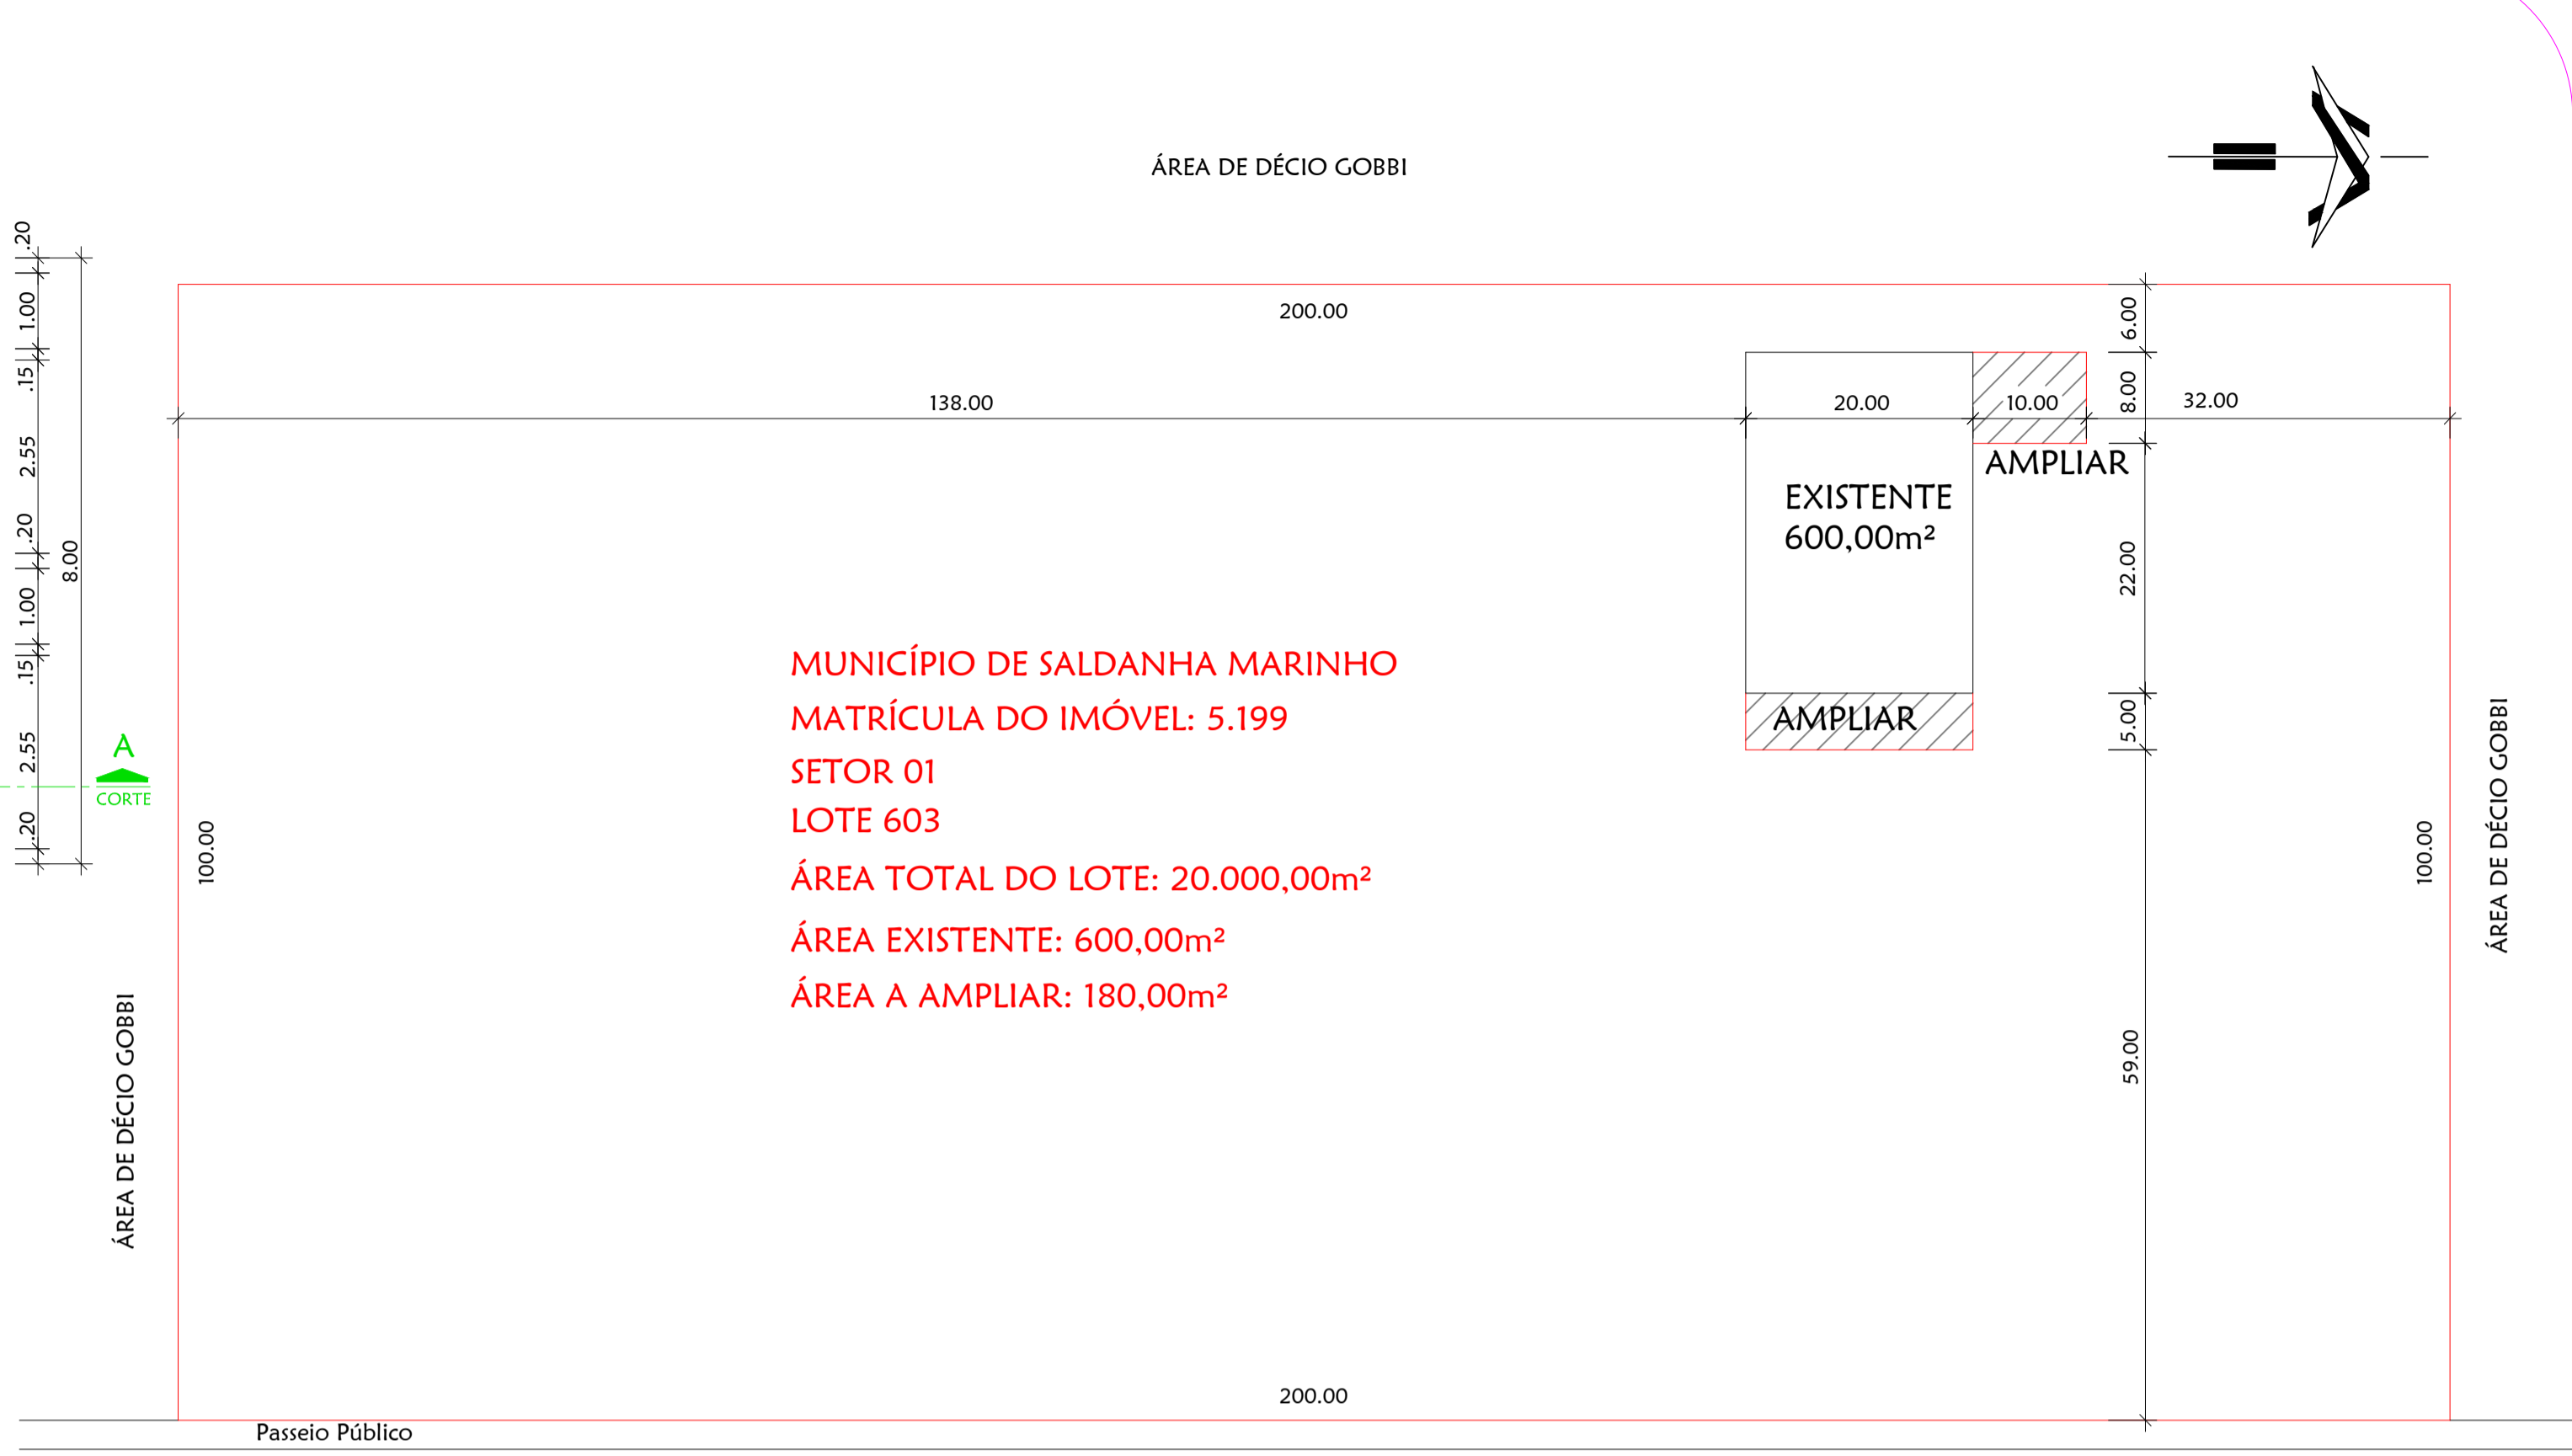 ÁREA DE DÉCIO GOBBI
.20
1.00
.15
2.55
.20
1.00
.15
2.55
.20
8.00
A
CORTE
200.00
6.00
138.00
20.00
10.00
8.00
32.00
AMPLIAR
EXISTENTE
600,00m²
22.00
AMPLIAR
5.00
MUNICÍPIO DE SALDANHA MARINHO
MATRÍCULA DO IMÓVEL: 5.199
SETOR 01
LOTE 603
ÁREA TOTAL DO LOTE: 20.000,00m²
ÁREA EXISTENTE: 600,00m²
ÁREA A AMPLIAR: 180,00m²
100.00
100.00
ÁREA DE DÉCIO GOBBI
ÁREA DE DÉCIO GOBBI
59.00
200.00
Passeio Público